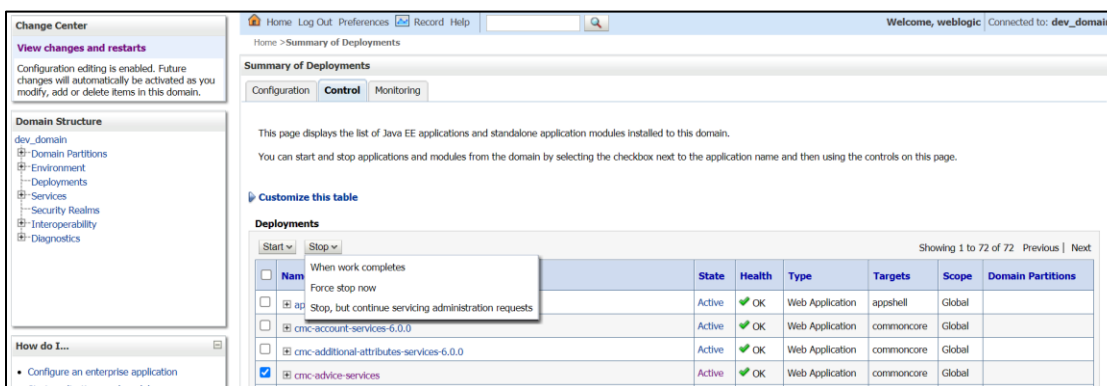 Change Center
View changes and restarts
Configuration editing is enabled. Future
changes will automatically be activated as you
modify, add or delete items in this domain.
Domain Structure
dev_domain
Domain Partitions
Environment
Deployments
Services
Security Realms
Interoperability
Diagnostics
How do I...
Configure an enterprise application
Home Log Out Preferences Record Help
Welcome, weblogic Connected to: dev_domain
Home >Summary of Deployments
Summary of Deployments
Configuration Control Monitoring
This page displays the list of Java EE applications and standalone application modules installed to this domain.
You can start and stop applications and modules from the domain by selecting the checkbox next to the application name and then using the controls on this page.
Customize this table
Deployments
Start Stop Showing 1 to 72 of 72 Previous | Next
When work completes
Force stop now
Stop, but continue servicing administration requests
Nam State Health Type Targets Scope Domain Partitions
ap Active OK Web Application appshell Global
cmc-account-services-6.0.0 Active OK Web Application commoncore Global
cmc-additional-attributes-services-6.0.0 Active OK Web Application commoncore Global
cmc-advice-services Active OK Web Application commoncore Global